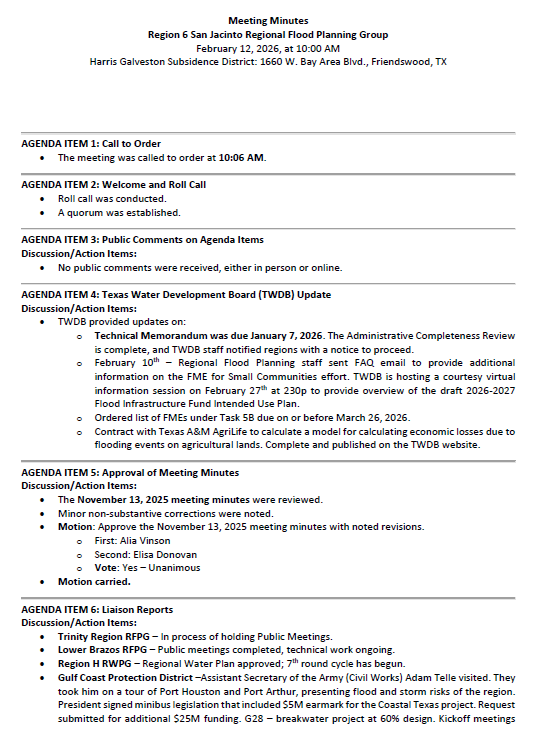 Meeting Minutes
Region 6 San Jacinto Regional Flood Planning Group
February 12, 2026, at 10:00 AM
Harris Galveston Subsidence District: 1660 W. Bay Area Blvd., Friendswood, TX
AGENDA ITEM 1: Call to Order
• The meeting was called to order at 10:06 AM.
AGENDA ITEM 2: Welcome and Roll Call
• Roll call was conducted.
• A quorum was established.
AGENDA ITEM 3: Public Comments on Agenda Items
Discussion/Action Items:
• No public comments were received, either in person or online.
AGENDA ITEM 4: Texas Water Development Board (TWDB) Update
Discussion/Action Items:
• TWDB provided updates on:
o Technical Memorandum was due January 7, 2026. The Administrative Completeness Review
is complete, and TWDB staff notified regions with a notice to proceed.
o February 10th – Regional Flood Planning staff sent FAQ email to provide additional
information on the FME for Small Communities effort. TWDB is hosting a courtesy virtual
information session on February 27th at 230p to provide overview of the draft 2026-2027
Flood Infrastructure Fund Intended Use Plan.
o Ordered list of FMEs under Task 5B due on or before March 26, 2026.
o Contract with Texas A&M AgriLife to calculate a model for calculating economic losses due to
flooding events on agricultural lands. Complete and published on the TWDB website.
AGENDA ITEM 5: Approval of Meeting Minutes
Discussion/Action Items:
• The November 13, 2025 meeting minutes were reviewed.
• Minor non-substantive corrections were noted.
• Motion: Approve the November 13, 2025 meeting minutes with noted revisions.
o First: Alia Vinson
o Second: Elisa Donovan
o Vote: Yes – Unanimous
• Motion carried.
AGENDA ITEM 6: Liaison Reports
Discussion/Action Items:
• Trinity Region RFPG – In process of holding Public Meetings.
• Lower Brazos RFPG – Public meetings completed, technical work ongoing.
• Region H RWPG – Regional Water Plan approved; 7th round cycle has begun.
• Gulf Coast Protection District –Assistant Secretary of the Army (Civil Works) Adam Telle visited. They
took him on a tour of Port Houston and Port Arthur, presenting flood and storm risks of the region.
President signed minibus legislation that included $5M earmark for the Coastal Texas project. Request
submitted for additional $25M funding. G28 – breakwater project at 60% design. Kickoff meetings